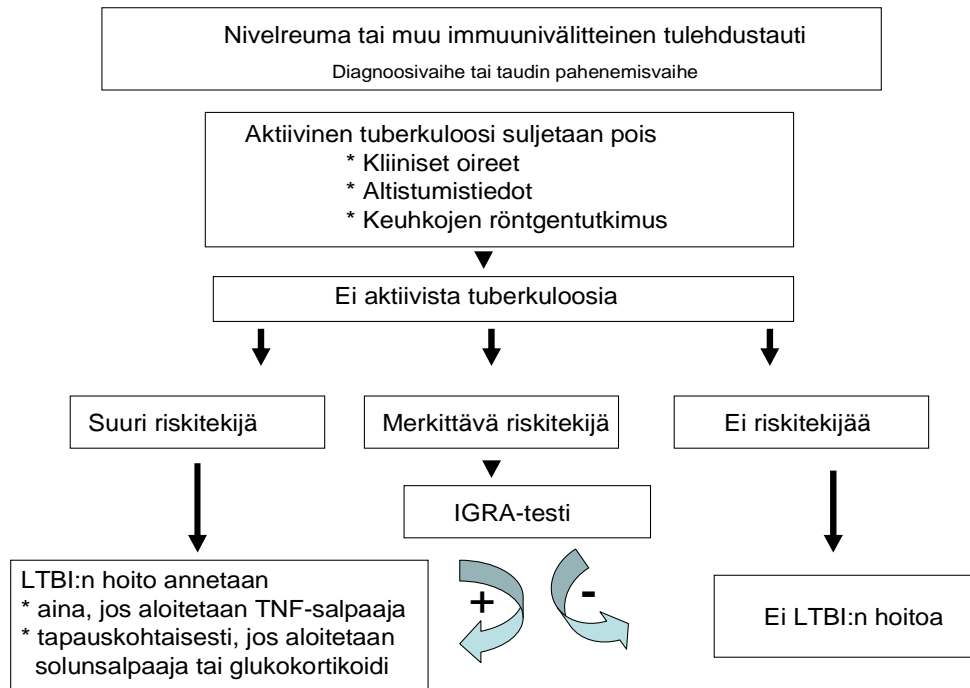 Nivelreuma tai muu immuunivälitteinen tulehdustauti
Diagnoosivaihe tai taudin pahenemisvaihe
Aktiivinen tuberkuloosi suljetaan pois
* Kliiniset oireet
* Altistumistiedot
* Keuhkojen röntgentutkimus
Ei aktiivista tuberkuloosia
Suuri riskitekijä
Merkittävä riskitekijä
Ei riskitekijää
IGRA-testi
LTBI:n hoito annetaan
* aina, jos aloitetaan TNF-salpaaja
* tapauskohtaisesti, jos aloitetaan
solunsalpaaja tai glukokortikoidi
+
-
Ei LTBI:n hoitoa